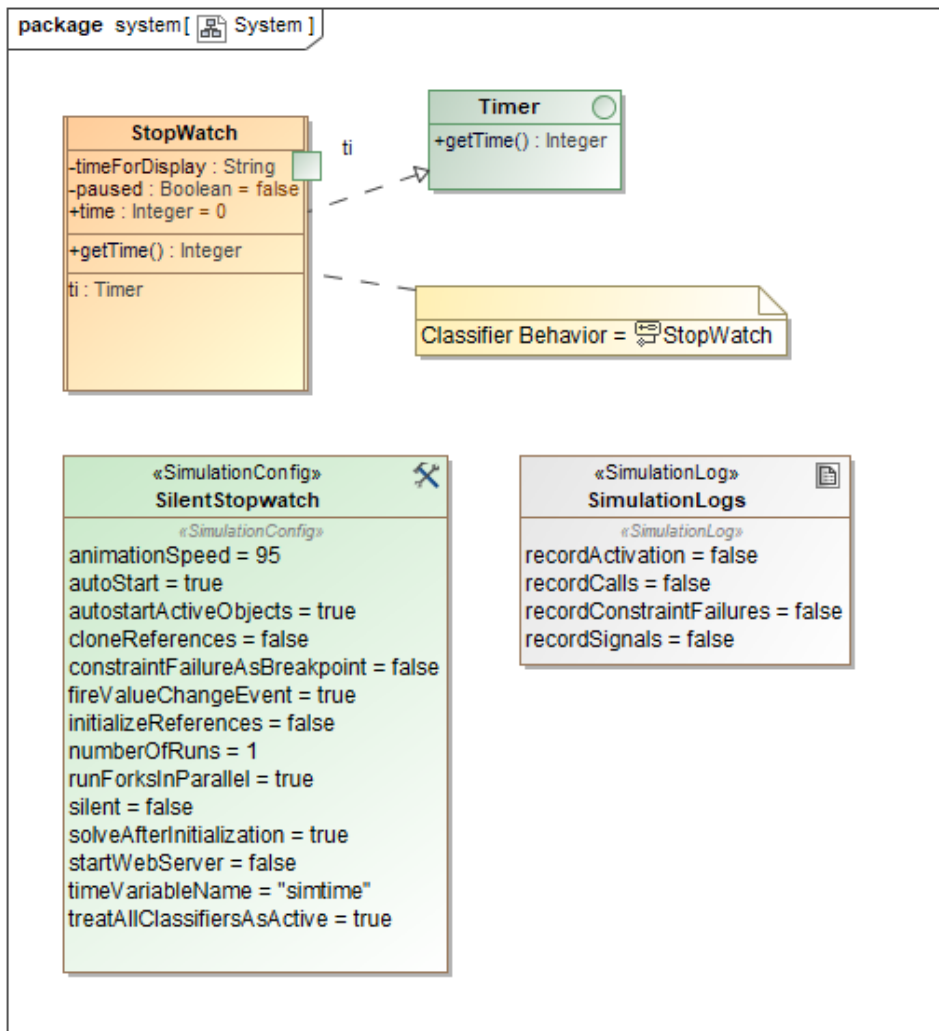 package system[ System ]
StopWatch
-timeForDisplay : String
-paused : Boolean = false
+time : Integer = 0
+getTime() : Integer
ti : Timer
ti
Timer
+getTime() : Integer
Classifier Behavior = StopWatch
«SimulationConfig»
SilentStopwatch
«SimulationConfig»
animationSpeed = 95
autoStart = true
autostartActiveObjects = true
cloneReferences = false
constraintFailureAsBreakpoint = false
fireValueChangeEvent = true
initializeReferences = false
numberOfRuns = 1
runForksInParallel = true
silent = false
solveAfterInitialization = true
startWebServer = false
timeVariableName = "simtime"
treatAllClassifiersAsActive = true
«SimulationLog»
SimulationLogs
«SimulationLog»
recordActivation = false
recordCalls = false
recordConstraintFailures = false
recordSignals = false